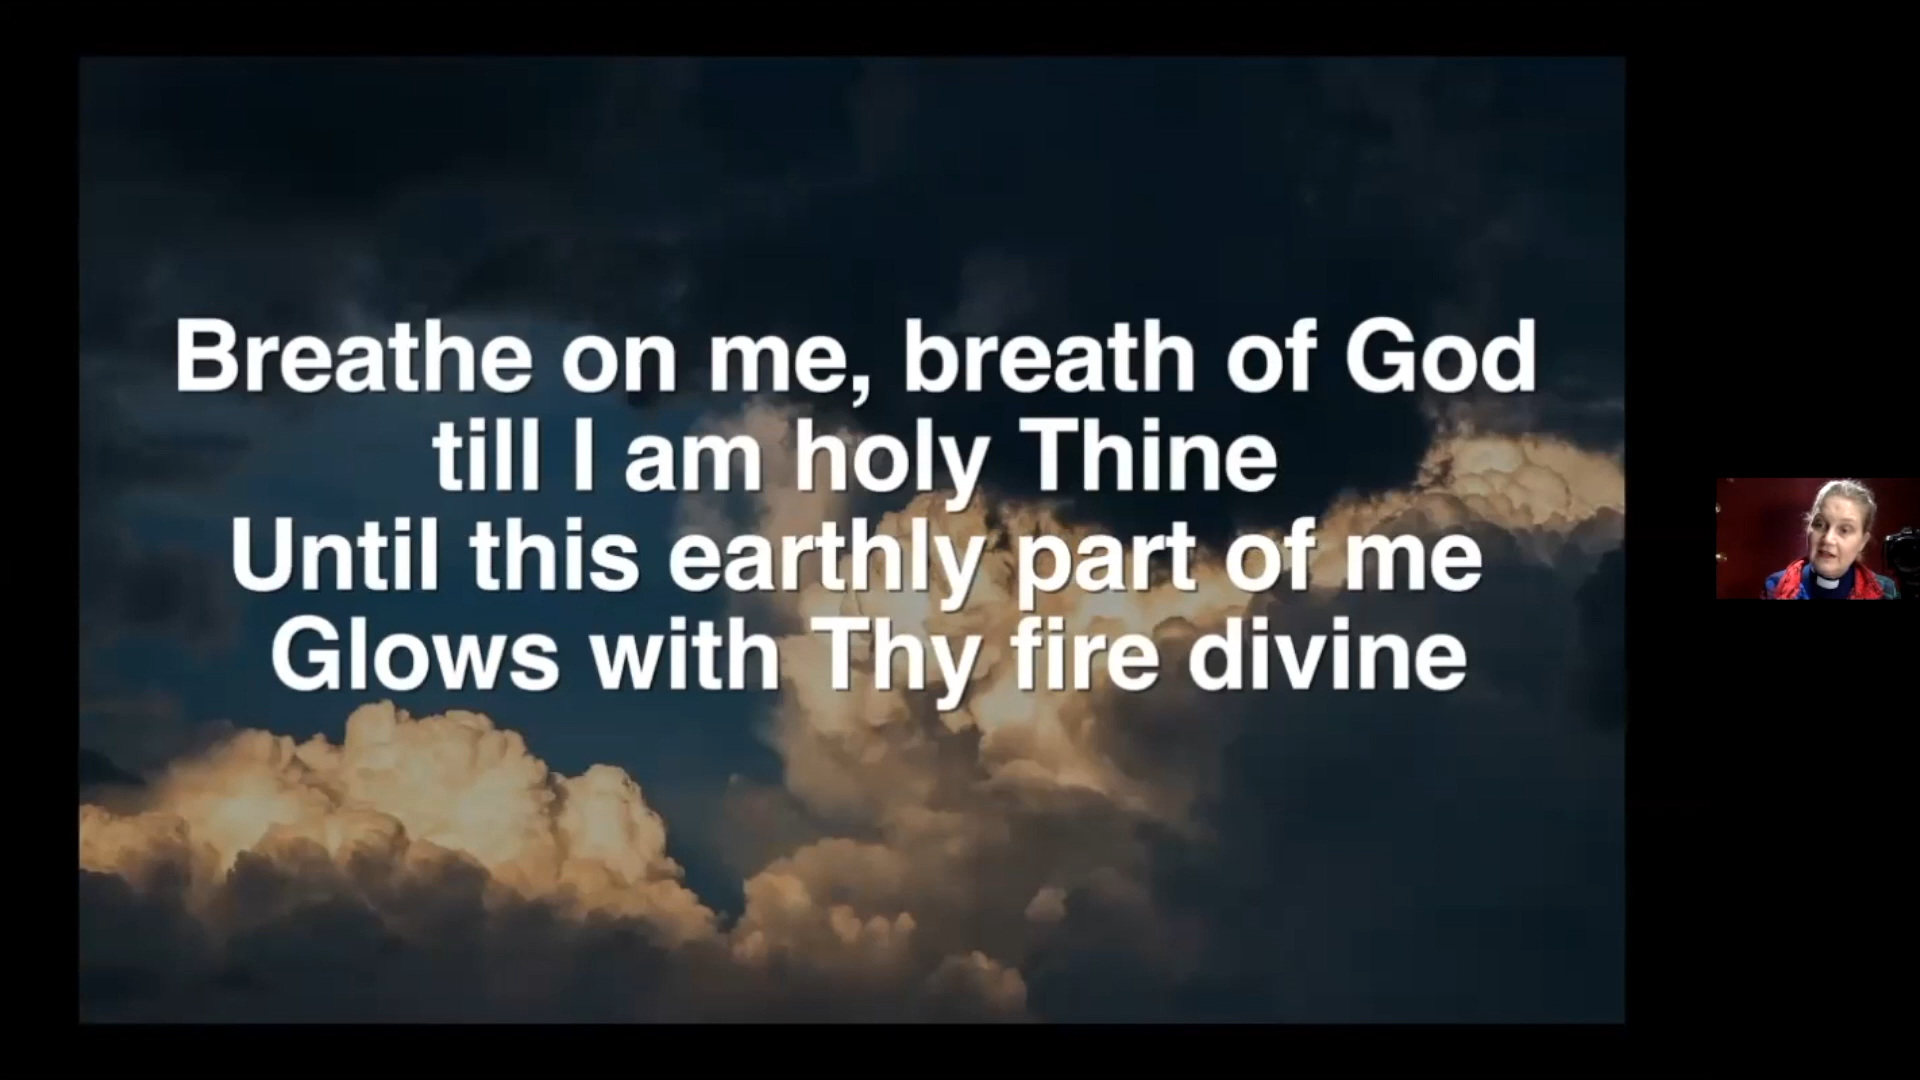 Breathe on me, breath of God
till I am holy Thine
Until this earthly part of me
Glows with Thy fire divine